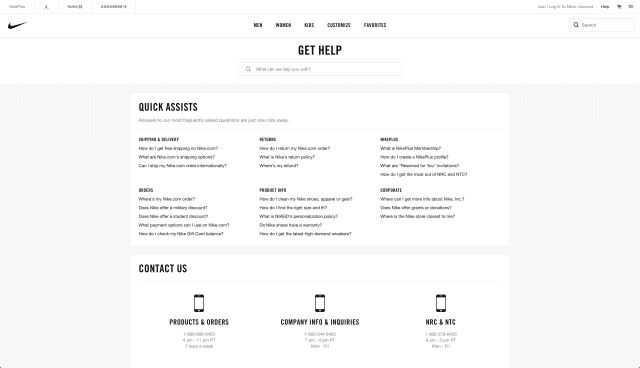 NikePlus
Hurley
CONVERSE
Join / Log In To Nike+ Account
Help
MEN
WOMEN
KIDS
CUSTOMIZE
FAVORITES
Search
GET HELP
What can we help you with?
QUICK ASSISTS
Answers to our most frequently asked questions are just one click away.
SHIPPING & DELIVERY
How do I get free shipping on Nike.com?
What are Nike.com's shipping options?
Can I ship my Nike.com order internationally?
RETURNS
How do I return my Nike.com order?
What is Nike's return policy?
Where's my refund?
NIKEPLUS
What is NikePlus Membership?
How do I create a NikePlus profile?
What are "Reserved for You" invitations?
How do I get the most out of NRC and NTC?
ORDERS
Where's my Nike.com order?
Does Nike offer a military discount?
Does Nike offer a student discount?
What payment options can I use on Nike.com?
How do I check my Nike Gift Card balance?
PRODUCT INFO
How do I clean my Nike shoes, apparel or gear?
How do I find the right size and fit?
What is NIKEiD's personalization policy?
Do Nike shoes have a warranty?
How do I get the latest high-demand sneakers?
CORPORATE
Where can I get more info about Nike, Inc.?
Does Nike offer grants or donations?
Where is the Nike store closest to me?
CONTACT US
PRODUCTS & ORDERS
1-800-806-6453
4 am - 11 pm PT
7 days a week
COMPANY INFO & INQUIRIES
1-800-344-6453
7 am - 4 pm PT
Mon - Fri
NRC & NTC
1-800-379-6453
8 am - 5 pm PT
Mon - Fri